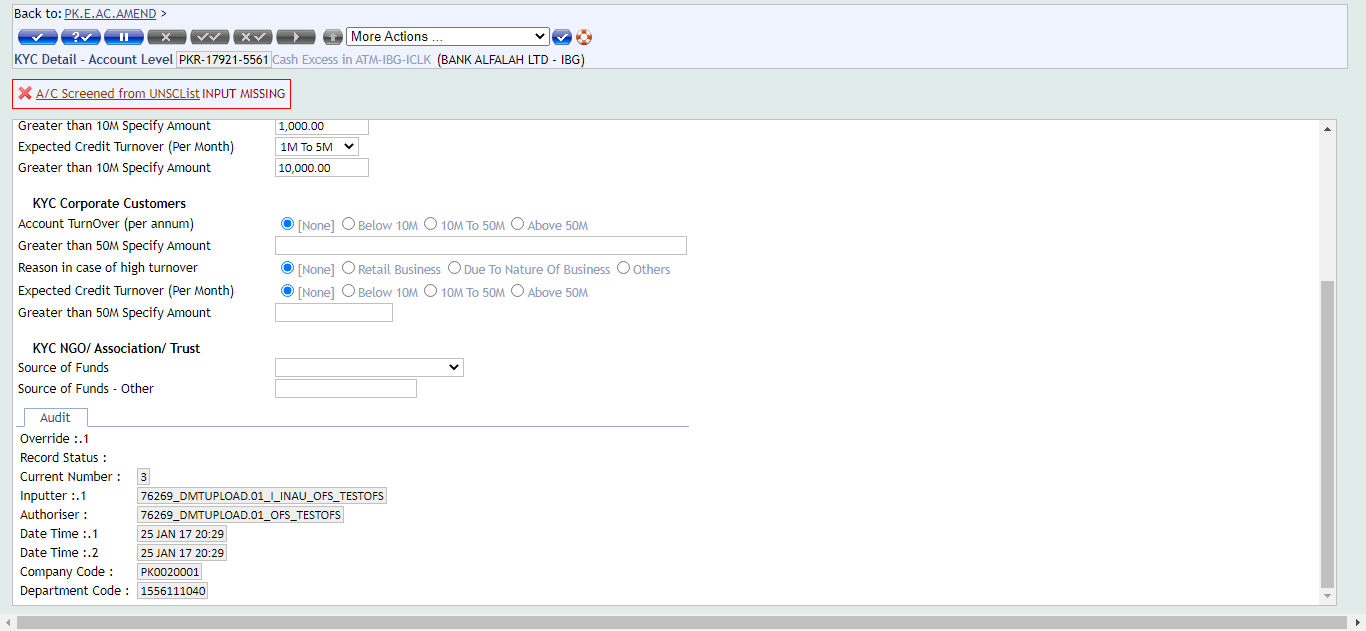 Back to: PK.E.AC.AMEND >
More Actions ...
KYC Detail - Account Level PKR-17921-5561 Cash Excess in ATM-IBG-ICLK (BANK ALFALAH LTD - IBG)
A/C Screened from UNSCList INPUT MISSING
Greater than 10M Specify Amount 1,000.00
Expected Credit Turnover (Per Month) 1M To 5M
Greater than 10M Specify Amount 10,000.00
KYC Corporate Customers
Account TurnOver (per annum) [None] Below 10M 10M To 50M Above 50M
Greater than 50M Specify Amount
Reason in case of high turnover [None] Retail Business Due To Nature Of Business Others
Expected Credit Turnover (Per Month) [None] Below 10M 10M To 50M Above 50M
Greater than 50M Specify Amount
KYC NGO/ Association/ Trust
Source of Funds
Source of Funds - Other
Audit
Override :.1
Record Status :
Current Number : 3
Inputter :.1 76269_DMTUPLOAD.01_I_INAU_OFS_TESTOFS
Authoriser : 76269_DMTUPLOAD.01_OFS_TESTOFS
Date Time :.1 25 JAN 17 20:29
Date Time :.2 25 JAN 17 20:29
Company Code : PK0020001
Department Code : 1556111040